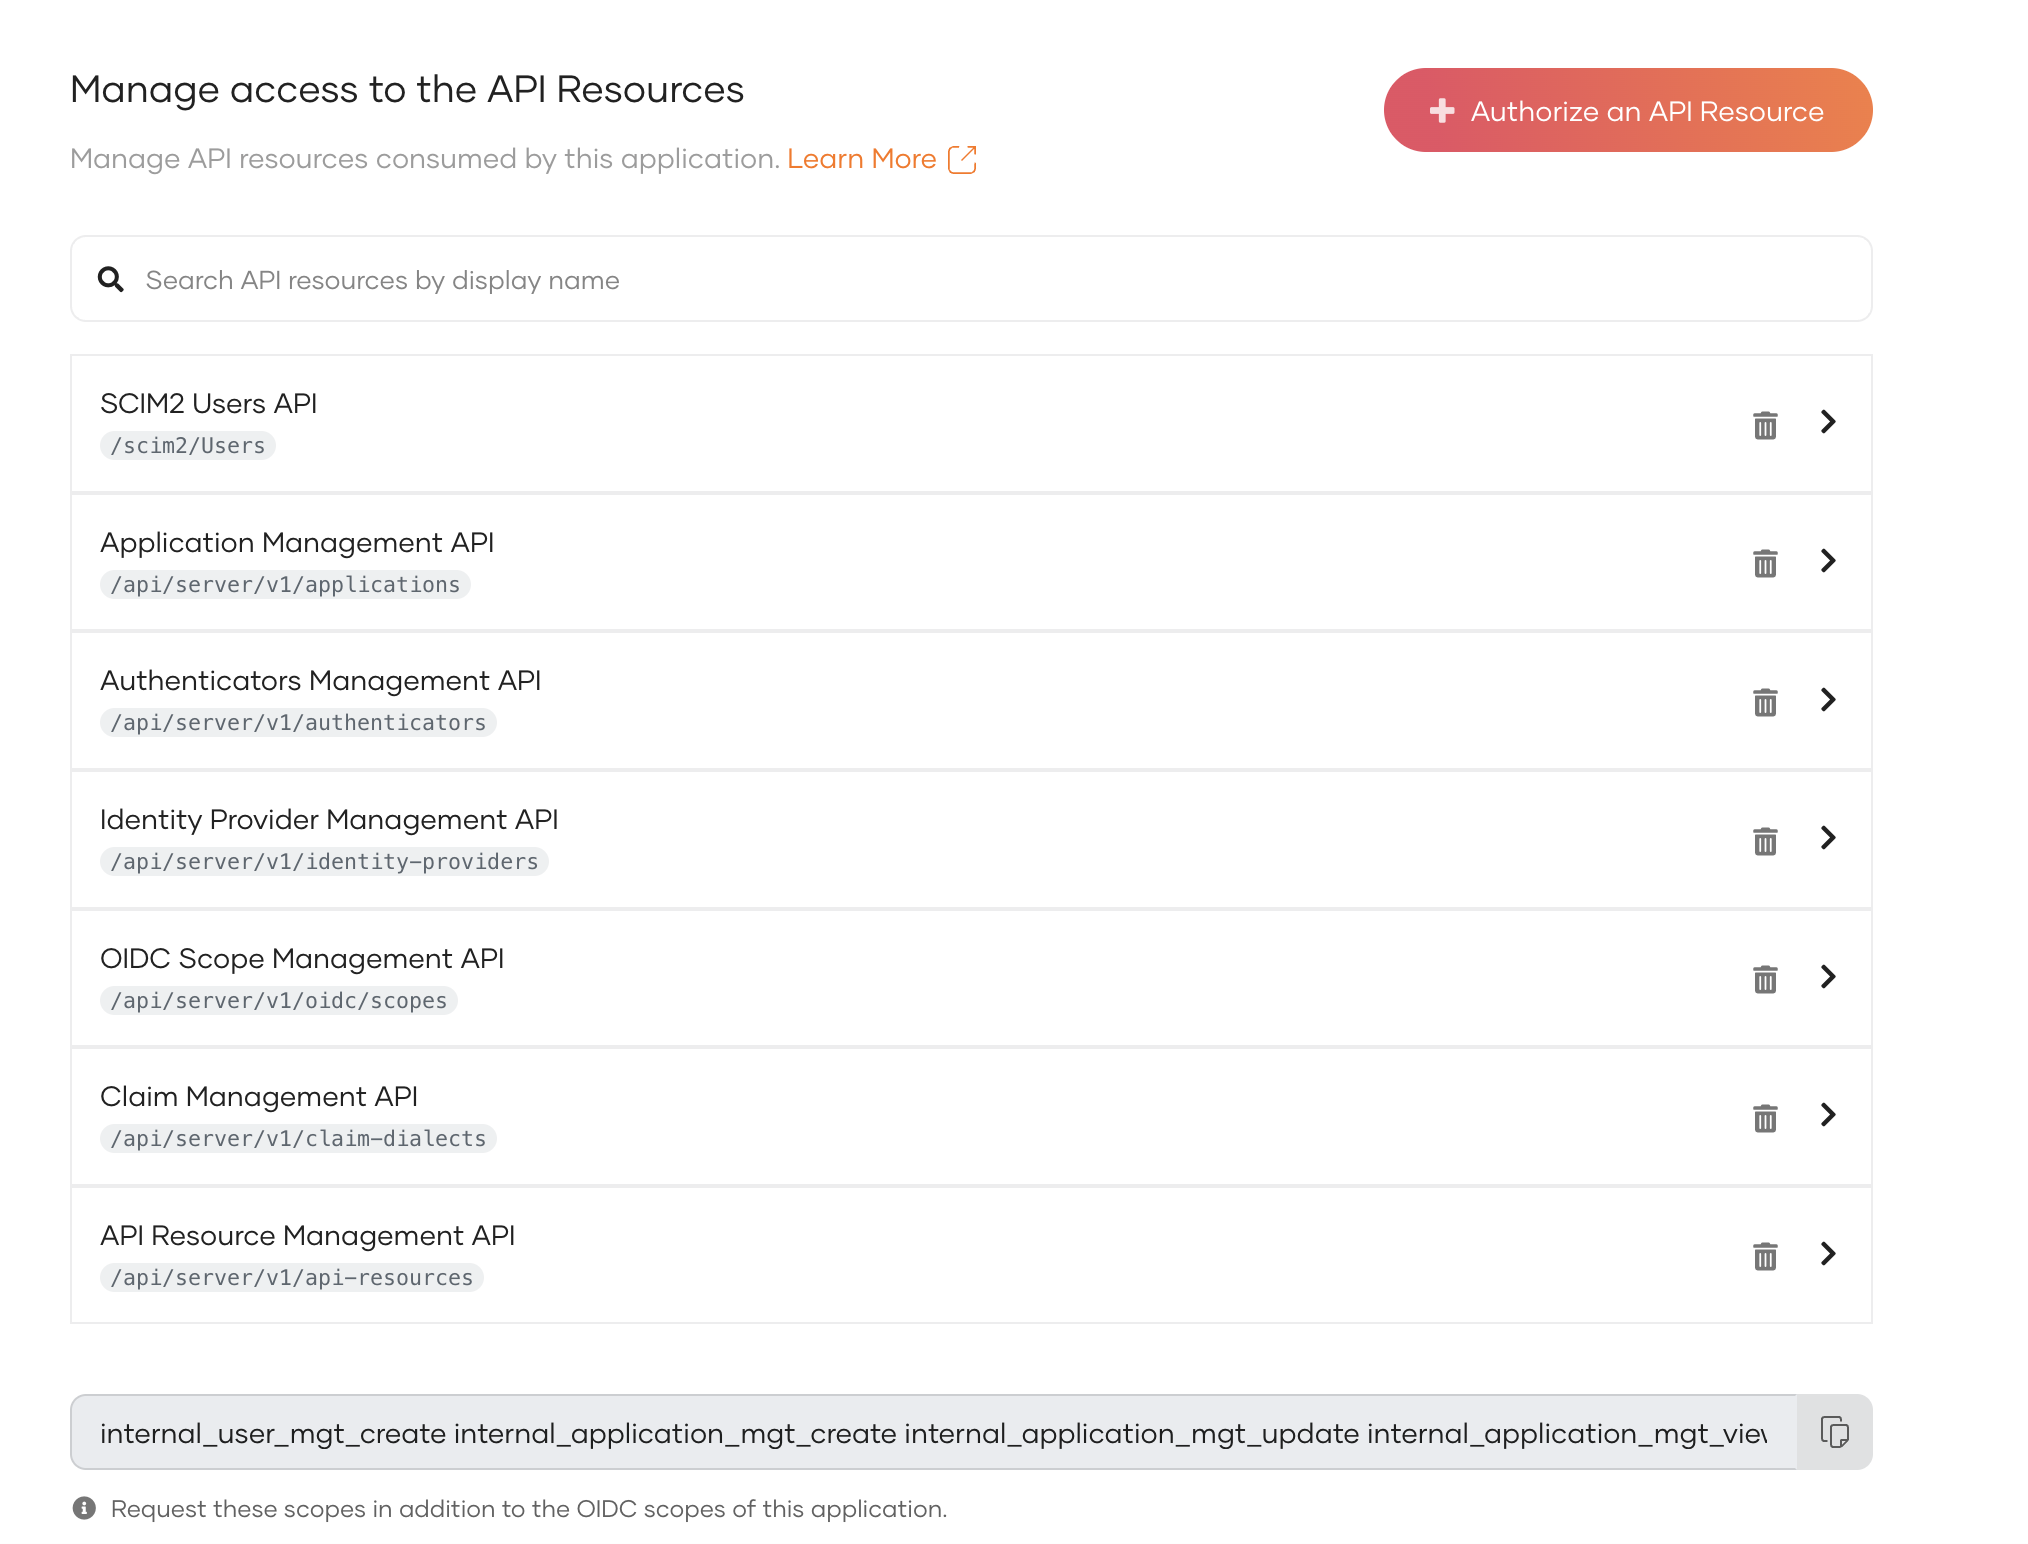 Manage access to the API Resources
Authorize an API Resource
Manage API resources consumed by this application. Learn More
Search API resources by display name
SCIM2 Users API
/scim2/Users
Application Management API
/api/server/v1/applications
Authenticators Management API
/api/server/v1/authenticators
Identity Provider Management API
/api/server/v1/identity-providers
OIDC Scope Management API
/api/server/v1/oidc/scopes
Claim Management API
/api/server/v1/claim-dialects
API Resource Management API
/api/server/v1/api-resources
internal_user_mgt_create internal_application_mgt_create internal_application_mgt_update
Request these scopes in addition to the OIDC scopes of this application.